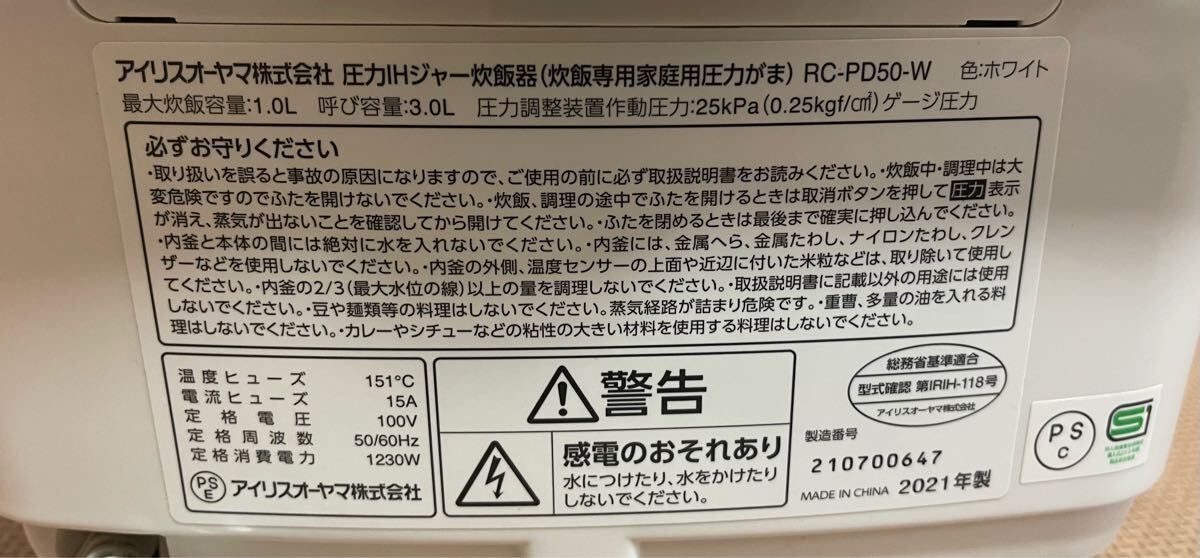 アイリスオーヤマ株式会社 圧力IHジャー炊飯器(炊飯専用家庭用圧力がま) RC-PD50-W 色:ホワイト
最大炊飯容量:1.0L 呼び容量:3.0L 圧力調整装置作動圧力:25kPa(0.25kgf/c㎡)ゲージ圧力
必ずお守りください
・取り扱いを誤ると事故の原因になりますので、ご使用の前に必ず取扱説明書をお読みください。・炊飯中・調理中は大
変危険ですのでふたを開けないでください。・炊飯、調理の途中でふたを開けるときは取消ボタンを押して圧力表示
が消え、蒸気が出ないことを確認してから開けてください。・ふたを閉めるときは最後まで確実に押し込んでください。
・内釜と本体の間には絶対に水を入れないでください。・内釜には、金属へら、金属たわし、ナイロンたわし、クレン
ザーなどを使用しないでください。・内釜の外側、温度センサーの上面や近辺に付いた米粒などは、取り除いて使用し
てください。・内釜の2/3(最大水位の線)以上の量を調理しないでください。・取扱説明書に記載以外の用途には使用
しないでください。・豆や麺類等の料理はしないでください。蒸気経路が詰まり危険です。・重曹、多量の油を入れる料
理はしないでください。・カレーやシチューなどの粘性の大きい材料を使用する料理はしないでください。
温度ヒューズ 151℃
電流ヒューズ 15A
定格電圧 100V
定格周波数 50/60Hz
定格消費電力 1230W
PSE アイリスオーヤマ株式会社
警告
感電のおそれあり
水につけたり、水をかけたり
しないでください。
総務省基準適合
型式確認 第IRIH-118号
アイリスオーヤマ株式会社
製造番号
210700647
MADE IN CHINA 2021年製
PSC
S1